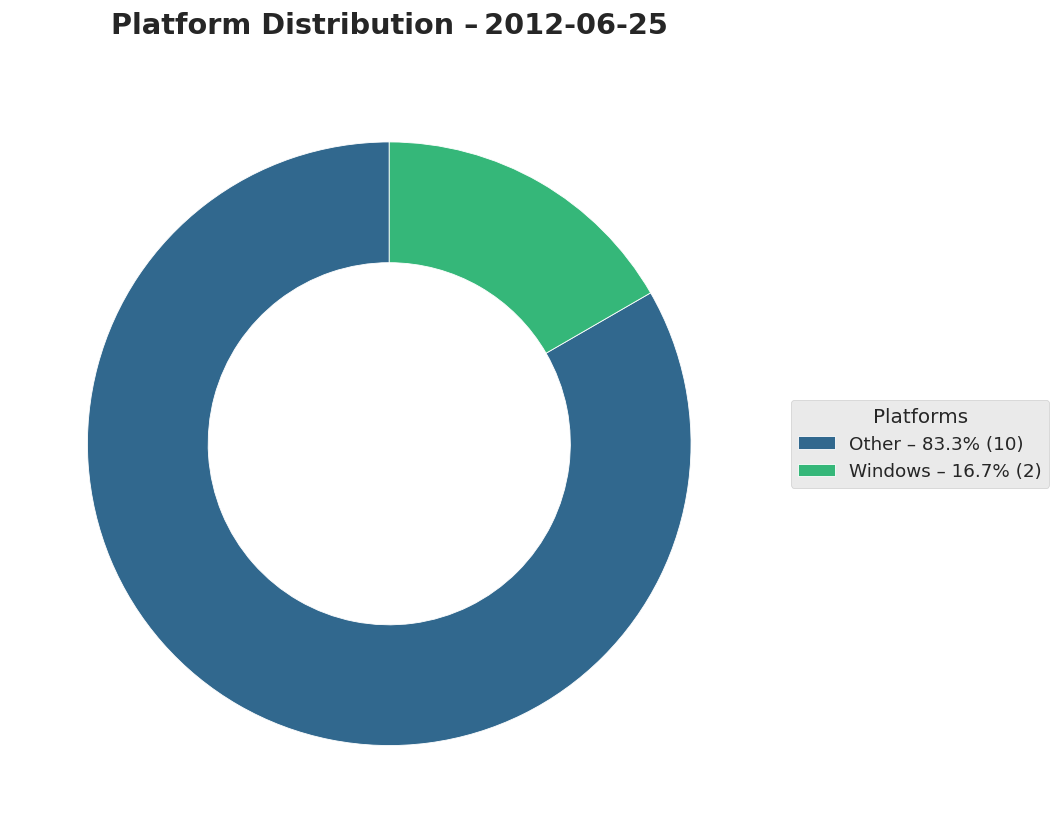 Platform Distribution – 2012-06-25
Platforms
Other – 83.3% (10)
Windows – 16.7% (2)